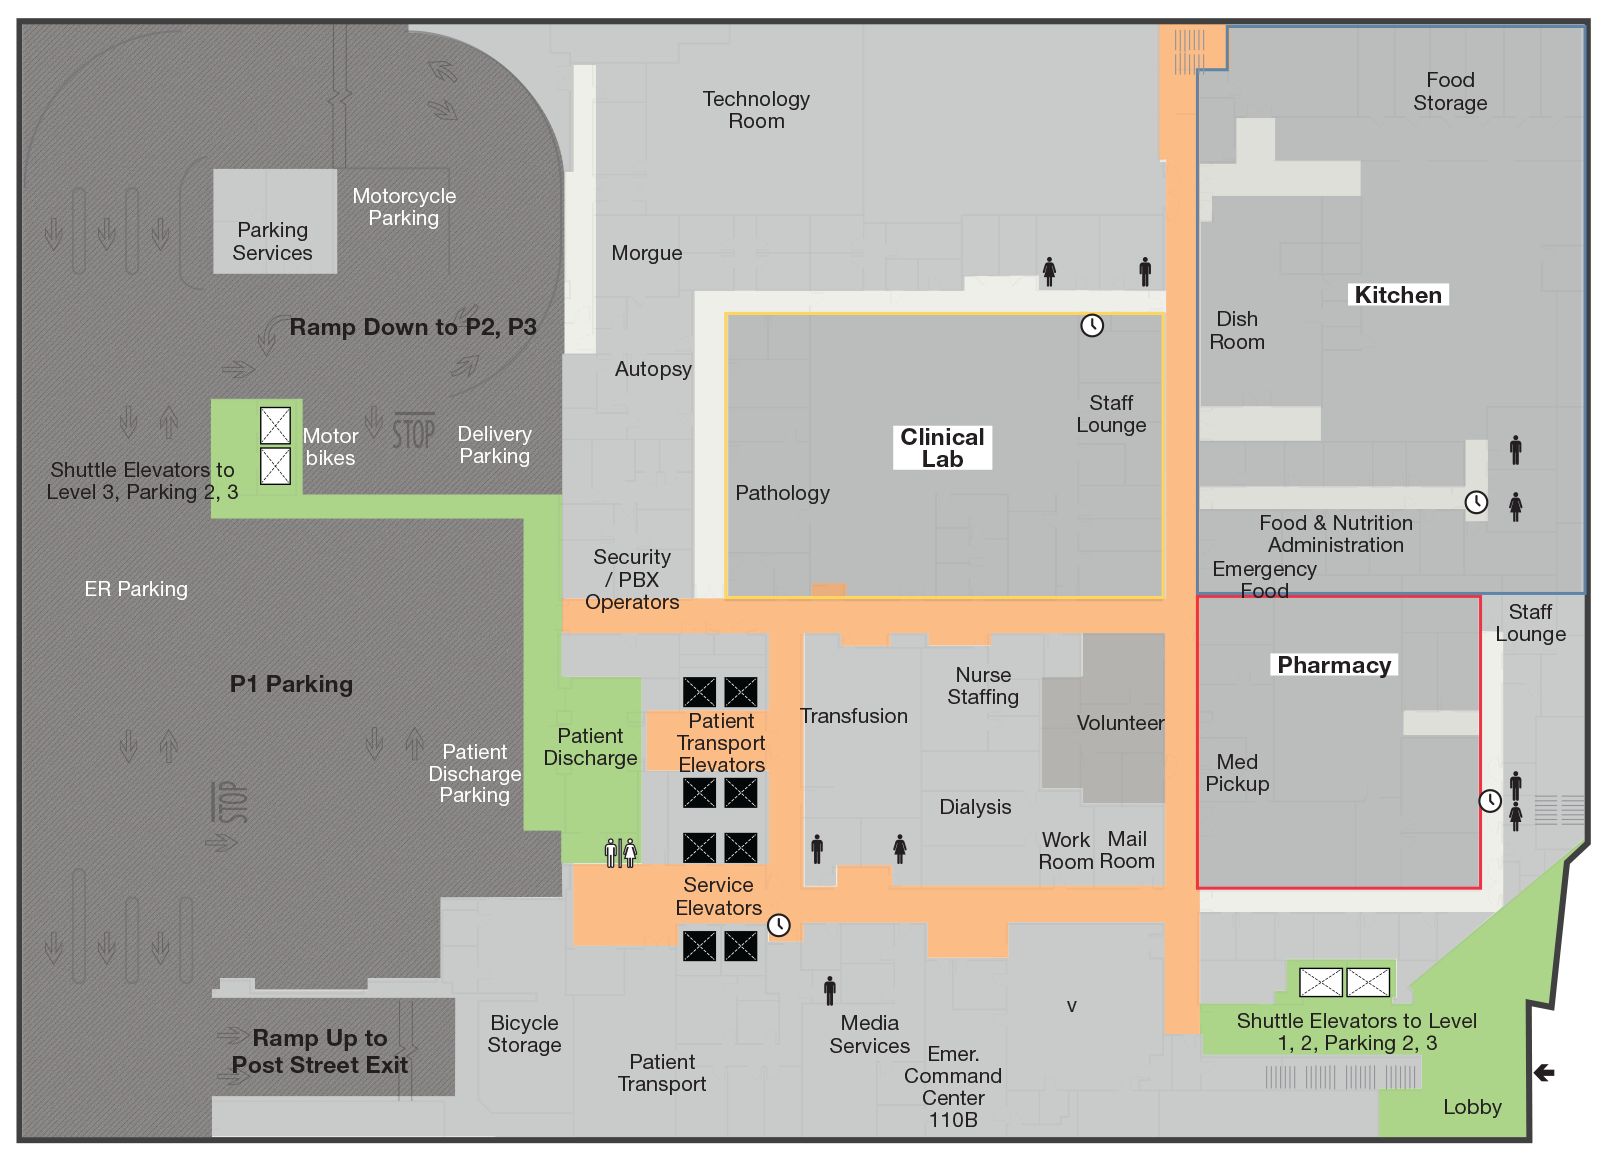 Food
Storage
Technology
Room
Motorcycle
Parking
Parking
Services
Morgue
Kitchen
Ramp Down to P2, P3
Dish
Room
Autopsy
Staff
Lounge
Clinical
Lab
STOP
Motor
bikes
Delivery
Parking
Shuttle Elevators to
Level 3, Parking 2, 3
Pathology
Food & Nutrition
Administration
Security
/ PBX
Operators
Emergency
Food
ER Parking
Staff
Lounge
Pharmacy
P1 Parking
Nurse
Staffing
Transfusion
Volunteer
Patient
Transport
Elevators
Patient
Discharge
Patient
Discharge
Parking
Med
Pickup
STOP
Dialysis
Work
Room
Mail
Room
Service
Elevators
v
Shuttle Elevators to Level
1, 2, Parking 2, 3
Bicycle
Storage
Media
Services
Ramp Up to
Post Street Exit
Patient
Transport
Emer.
Command
Center
110B
Lobby